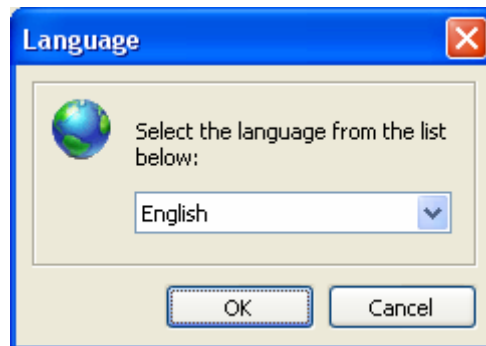 Language
Select the language from the list
below:
English
OK
Cancel